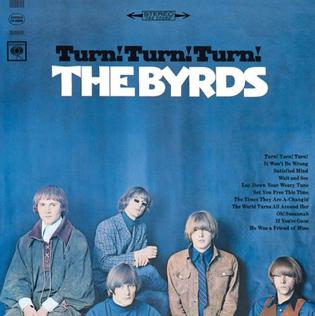 STEREO
Turn! Turn! Turn!
THE BYRDS
Turn! Turn! Turn!
It Won't Be Wrong
Satisfied Mind
Wait and See
Lay Down Your Weary Tune
Set You Free This Time
The Times They Are A-Changin'
The World Turns All Around Her
Oh! Susannah
If You're Gone
He Was a Friend of Mine